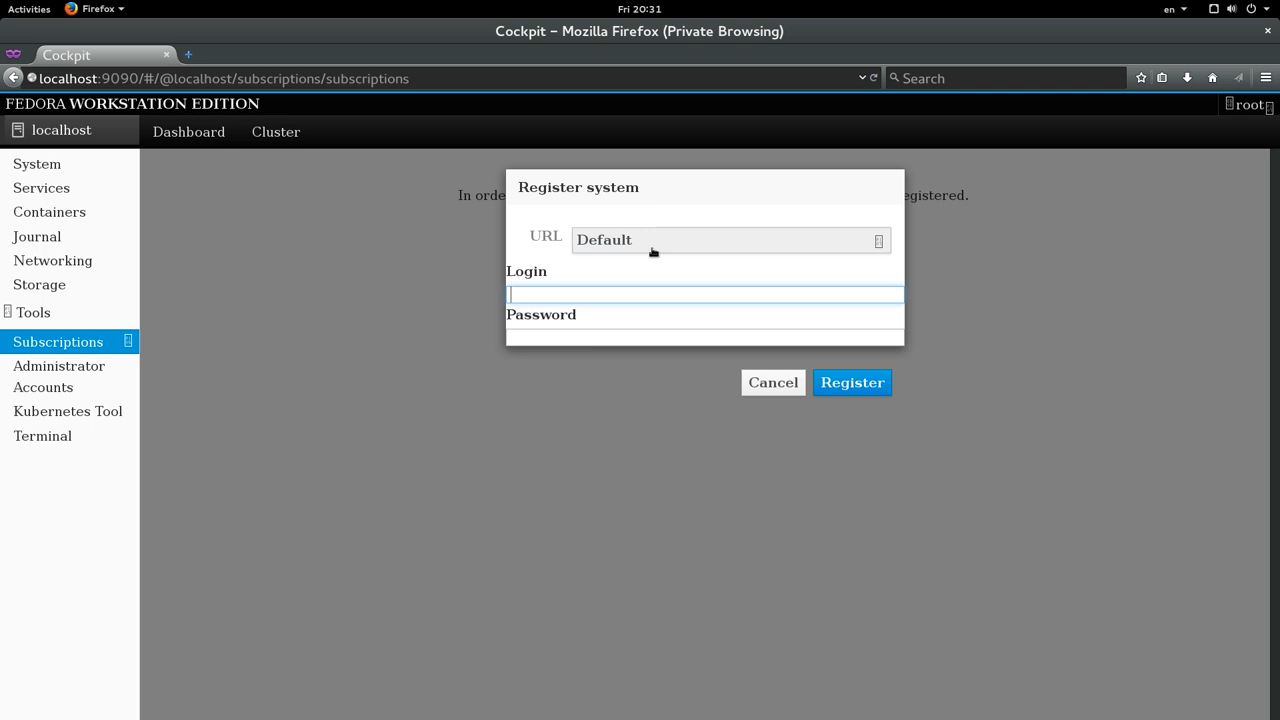 Activities Firefox Fri 20:31 en
Cockpit – Mozilla Firefox (Private Browsing)
Cockpit
localhost:9090/#/@localhost/subscriptions/subscriptions Search
FEDORA WORKSTATION EDITION root
localhost Dashboard Cluster
System
Services
Containers
Journal
Networking
Storage
Tools
Subscriptions
Administrator
Accounts
Kubernetes Tool
Terminal
In orde
egistered.
Register system
URL Default
Login
Password
Cancel Register